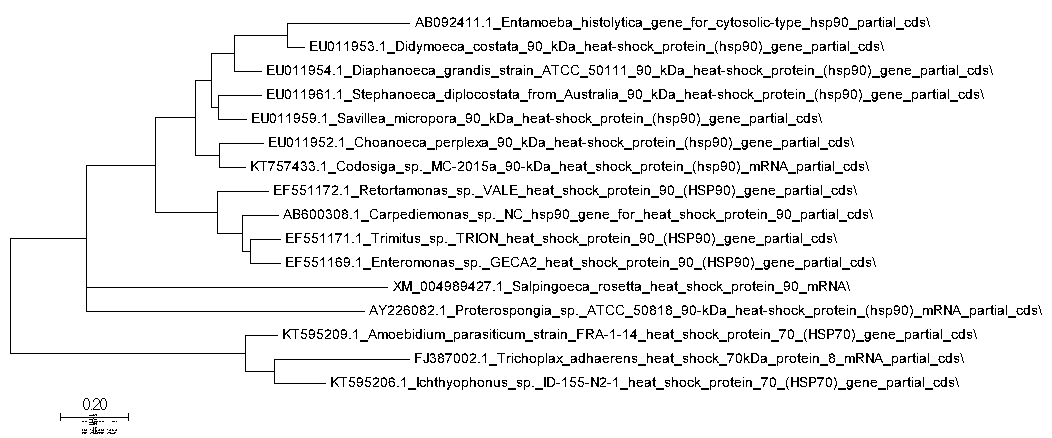 AB092411.1_Entamoeba_histolytica_gene_for_cytosolic-type_hsp90_partial_cds\
EU011953.1_Didymoeca_costata_90_kDa_heat-shock_protein_(hsp90)_gene_partial_cds\
EU011954.1_Diaphanoeca_grandis_strain_ATCC_50111_90_kDa_heat-shock_protein_(hsp90)_gene_partial_cds\
EU011961.1_Stephanoeca_diplocostata_from_Australia_90_kDa_heat-shock_protein_(hsp90)_gene_partial_cds\
EU011959.1_Savillea_micropora_90_kDa_heat-shock_protein_(hsp90)_gene_partial_cds\
EU011952.1_Choanoeca_perplexa_90_kDa_heat-shock_protein_(hsp90)_gene_partial_cds\
KT757433.1_Codosiga_sp._MC-2015a_90-kDa_heat_shock_protein_(hsp90)_mRNA_partial_cds\
EF551172.1_Retortamonas_sp._VALE_heat_shock_protein_90_(HSP90)_gene_partial_cds\
AB600308.1_Carpediemonas_sp._NC_hsp90_gene_for_heat_shock_protein_90_partial_cds\
EF551171.1_Trimitus_sp._TRION_heat_shock_protein_90_(HSP90)_gene_partial_cds\
EF551169.1_Enteromonas_sp._GECA2_heat_shock_protein_90_(HSP90)_gene_partial_cds\
XM_004989427.1_Salpingoeca_rosetta_heat_shock_protein_90_mRNA\
AY226082.1_Proterospongia_sp._ATCC_50818_90-kDa_heat-shock_protein_(hsp90)_mRNA_partial_cds\
KT595209.1_Amoebidium_parasiticum_strain_FRA-1-14_heat_shock_protein_70_(HSP70)_gene_partial_cds\
FJ387002.1_Trichoplax_adhaerens_heat_shock_70kDa_protein_8_mRNA_partial_cds\
KT595206.1_Ichthyophonus_sp._ID-155-N2-1_heat_shock_protein_70_(HSP70)_gene_partial_cds\
0.20